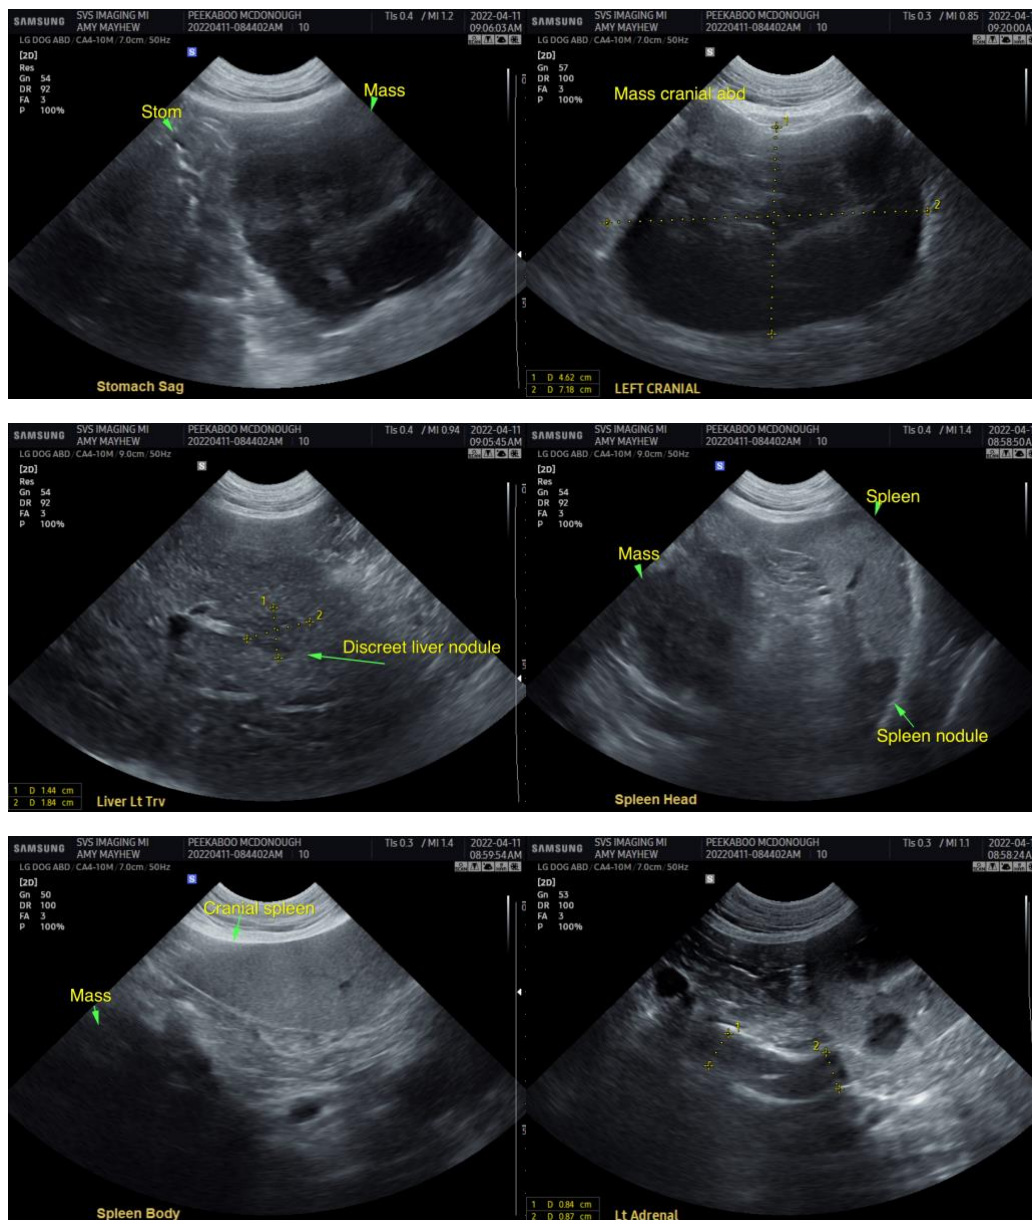 SAMSUNG SVS IMAGING MI PEEKABOO MCDONOUGH TIs 0.4 / MI 1.2 2022-04-11
AMY MAYHEW 20220411-084402AM 10 09:06:03AM
LG DOG ABD / CA4-10M / 7.0cm / 50Hz
[2D]
Res
Gn 54
DR 92
FA 3
P 100%
S
Mass
Stom
Stomach Sag
SVS IMAGING MI PEEKABOO MCDONOUGH TIs 0.3 / MI 0.85 2022-04-1
SAMSUNG AMY MAYHEW 20220411-084402AM 10 09:20:00A
LG DOG ABD / CA4-10M / 7.0cm / 50Hz
[2D]
Gn 57
DR 100
FA 3
P 100%
S
Mass cranial abd
1
2
1 D 4.62 cm
2 D 7.18 cm
LEFT CRANIAL
SAMSUNG SVS IMAGING MI PEEKABOO MCDONOUGH TIs 0.4 / MI 0.94 2022-04-11
AMY MAYHEW 20220411-084402AM 10 09:05:45AM
LG DOG ABD / CA4-10M / 9.0cm / 50Hz
[2D]
Res
Gn 54
DR 92
FA 3
P 100%
S
1
2
Discreet liver nodule
1 D 1.44 cm
2 D 1.84 cm
Liver Lt Trv
SAMSUNG SVS IMAGING MI PEEKABOO MCDONOUGH TIs 0.4 / MI 1.4 2022-04-1
AMY MAYHEW 20220411-084402AM 10 08:58:50A
LG DOG ABD / CA4-10M / 9.0cm / 50Hz
[2D]
Gn 54
DR 92
FA 3
P 100%
S
Spleen
Mass
Spleen nodule
Spleen Head
SAMSUNG SVS IMAGING MI PEEKABOO MCDONOUGH TIs 0.3 / MI 1.4 2022-04-11
AMY MAYHEW 20220411-084402AM 10 08:59:54AM
LG DOG ABD / CA4-10M / 7.0cm / 50Hz
[2D]
Gn 50
DR 100
FA 3
P 100%
S
Cranial spleen
Mass
Spleen Body
SAMSUNG SVS IMAGING MI PEEKABOO MCDONOUGH TIs 0.3 / MI 1.1 2022-04-1
AMY MAYHEW 20220411-084402AM 10 08:58:24A
LG DOG ABD / CA4-10M / 7.0cm / 50Hz
[2D]
Gn 53
DR 100
FA 3
P 100%
S
1
2
1 D 0.84 cm
2 D 0.87 cm
Lt Adrenal